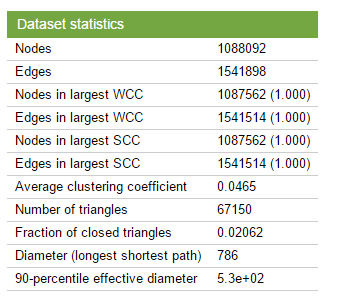 Dataset statistics
Nodes 1088092
Edges 1541898
Nodes in largest WCC 1087562 (1.000)
Edges in largest WCC 1541514 (1.000)
Nodes in largest SCC 1087562 (1.000)
Edges in largest SCC 1541514 (1.000)
Average clustering coefficient 0.0465
Number of triangles 67150
Fraction of closed triangles 0.02062
Diameter (longest shortest path) 786
90-percentile effective diameter 5.3e+02